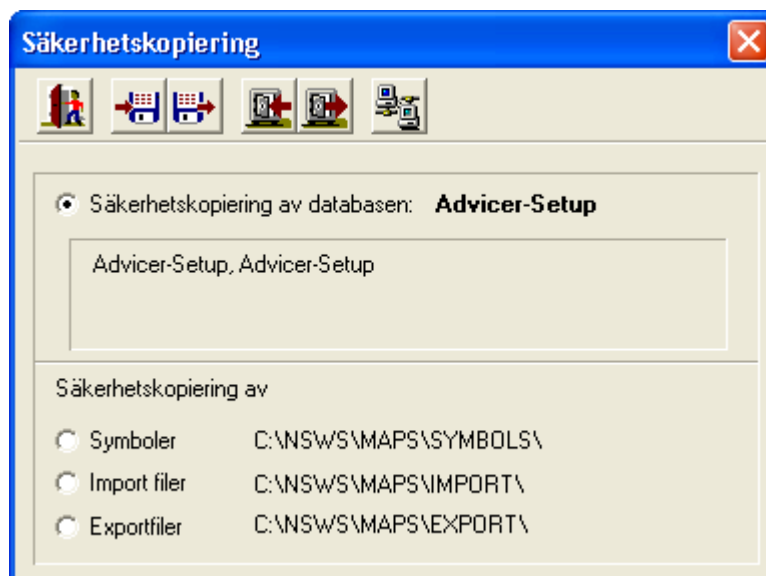 Säkerhetskopiering
Säkerhetskopiering av databasen: Advicer-Setup
Advicer-Setup, Advicer-Setup
Säkerhetskopiering av
Symboler C:\NSWS\MAPS\SYMBOLS\
Import filer C:\NSWS\MAPS\IMPORT\
Exportfiler C:\NSWS\MAPS\EXPORT\